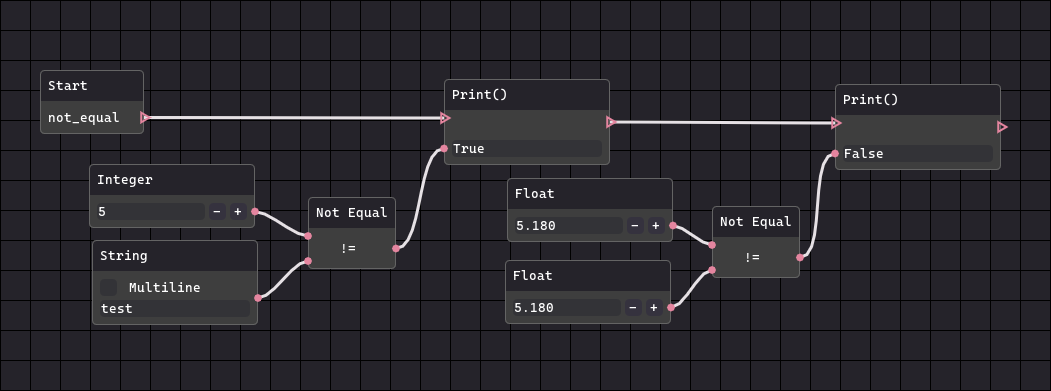 Start
not_equal
Print()
True
Print()
False
Integer
5 − +
String
Multiline
test
Not Equal
!=
Float
5.180 − +
Float
5.180 − +
Not Equal
!=